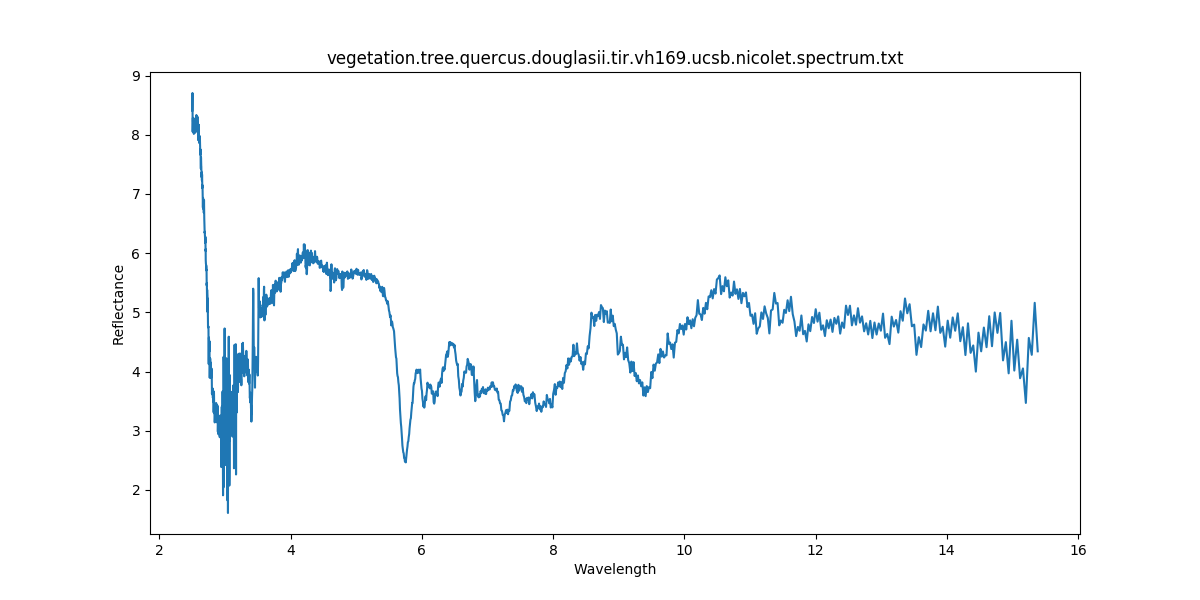 vegetation.tree.quercus.douglasii.tir.vh169.ucsb.nicolet.spectrum.txt
9
8
7
6
5
4
3
2
Reflectance
2 4 6 8 10 12 14 16
Wavelength